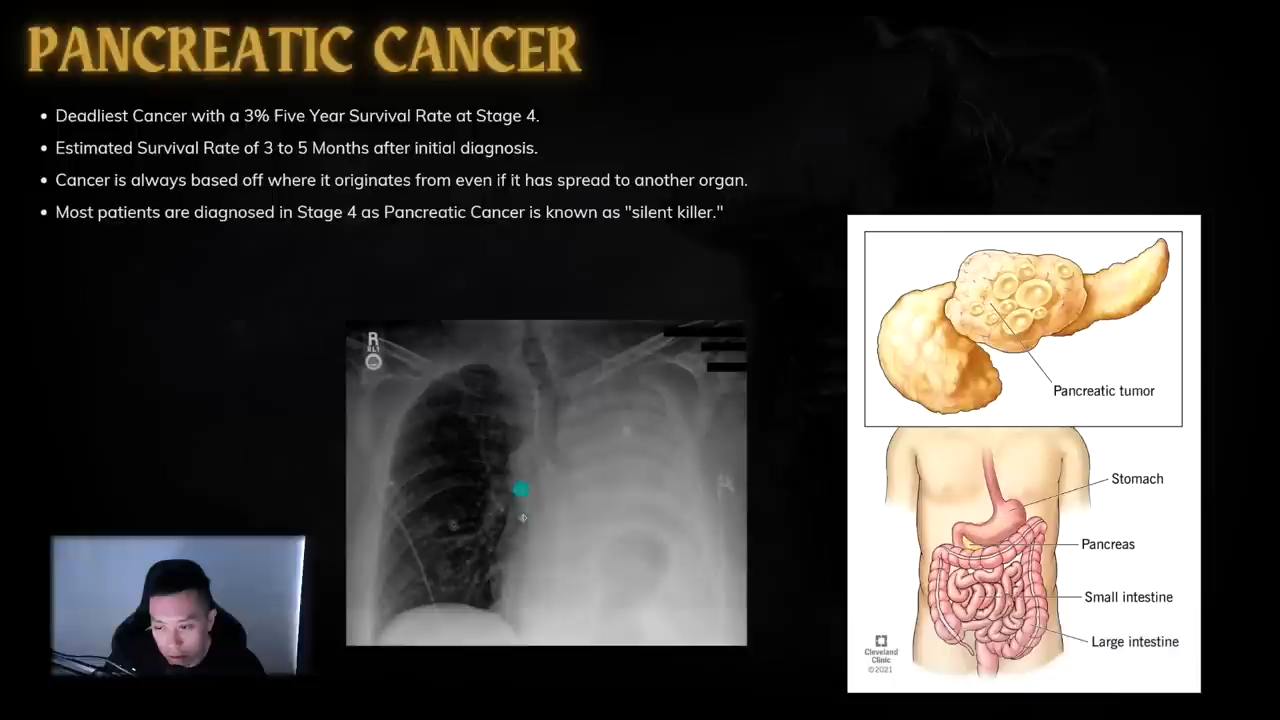 PANCREATIC CANCER
• Deadliest Cancer with a 3% Five Year Survival Rate at Stage 4.
• Estimated Survival Rate of 3 to 5 Months after initial diagnosis.
• Cancer is always based off where it originates from even if it has spread to another organ.
• Most patients are diagnosed in Stage 4 as Pancreatic Cancer is known as "silent killer."
R
Pancreatic tumor
Stomach
Pancreas
Small intestine
Large intestine
Cleveland
Clinic
©2021